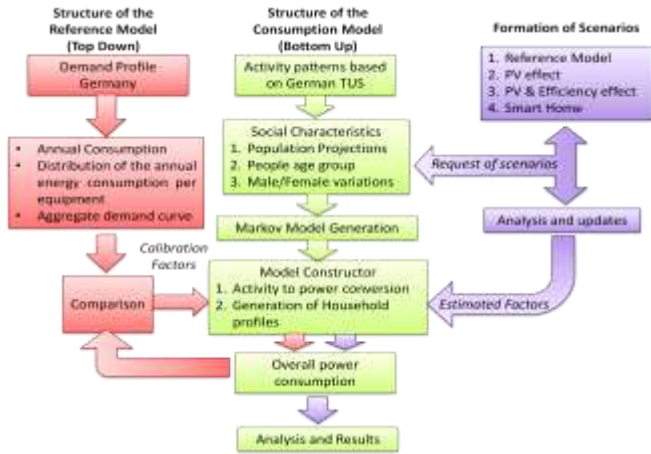 Structure of the
Reference Model
(Top Down)
Demand Profile
Germany
• Annual Consumption
• Distribution of the annual
energy consumption per
equipment
• Aggregate demand curve
Calibration
Factors
Comparison
Structure of the
Consumption Model
(Bottom Up)
Activity patterns based
on German TUS
Social Characteristics
1. Population Projections
2. People age group
3. Male/Female variations
Markov Model Generation
Model Constructor
1. Activity to power conversion
2. Generation of Household
profiles
Overall power
consumption
Analysis and Results
Formation of Scenarios
1. Reference Model
2. PV effect
3. PV & Efficiency effect
4. Smart Home
Request of scenarios
Analysis and updates
Estimated Factors